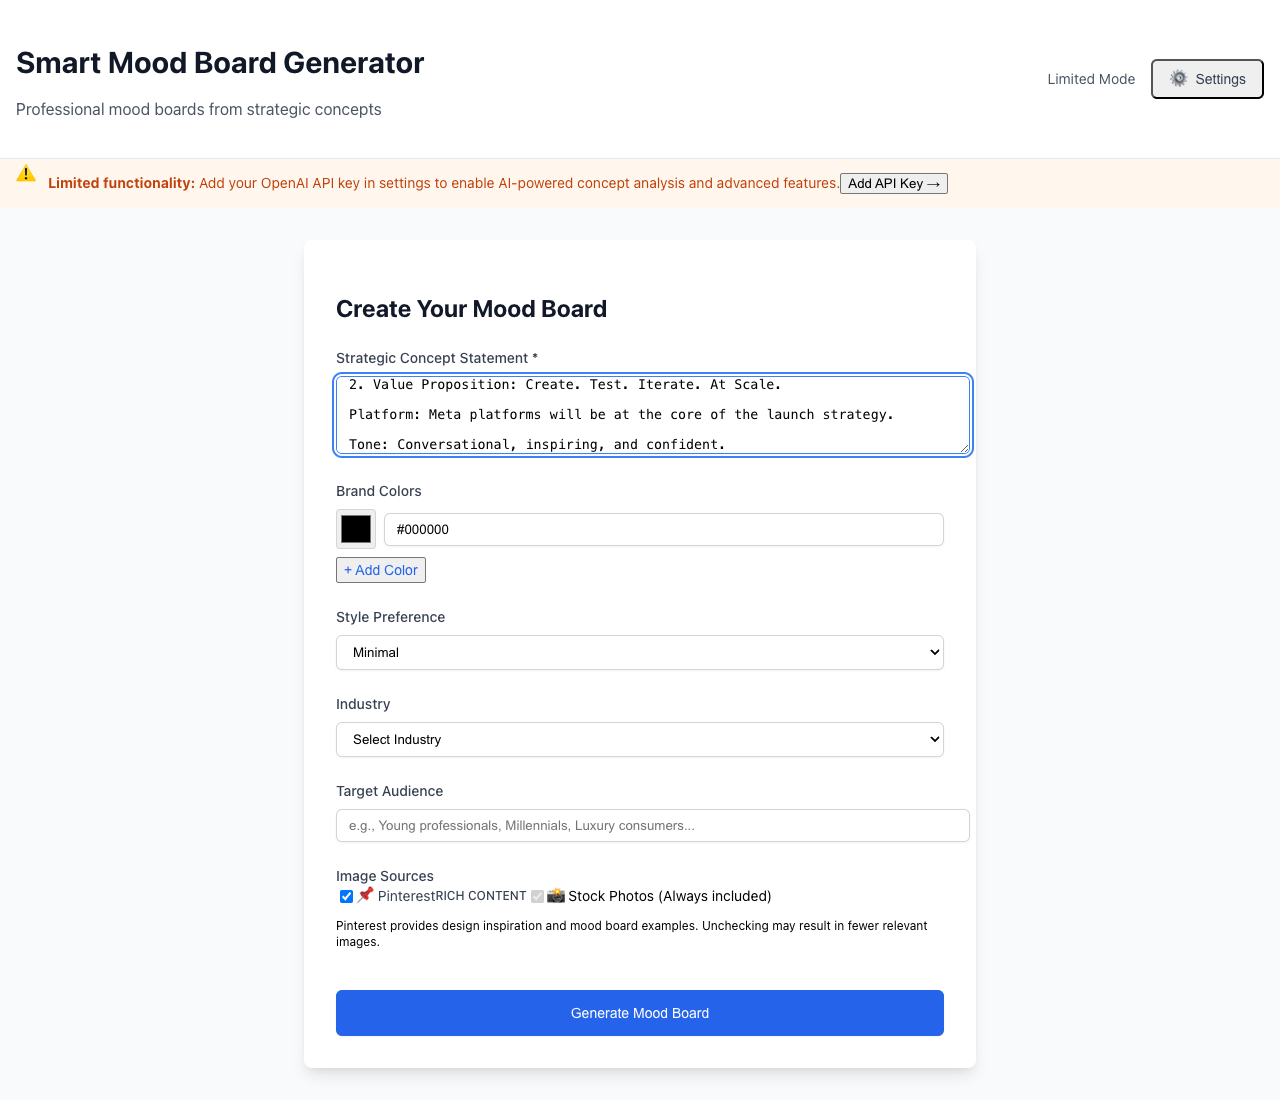 Smart Mood Board Generator
Professional mood boards from strategic concepts
Limited Mode
Settings
Limited functionality: Add your OpenAI API key in settings to enable AI-powered concept analysis and advanced features.
Add API Key →
Create Your Mood Board
Strategic Concept Statement *
2. Value Proposition: Create. Test. Iterate. At Scale.
Platform: Meta platforms will be at the core of the launch strategy.
Tone: Conversational, inspiring, and confident.
Brand Colors
#000000
+ Add Color
Style Preference
Minimal
Industry
Select Industry
Target Audience
e.g., Young professionals, Millennials, Luxury consumers...
Image Sources
PinterestRICH CONTENT Stock Photos (Always included)
Pinterest provides design inspiration and mood board examples. Unchecking may result in fewer relevant
images.
Generate Mood Board